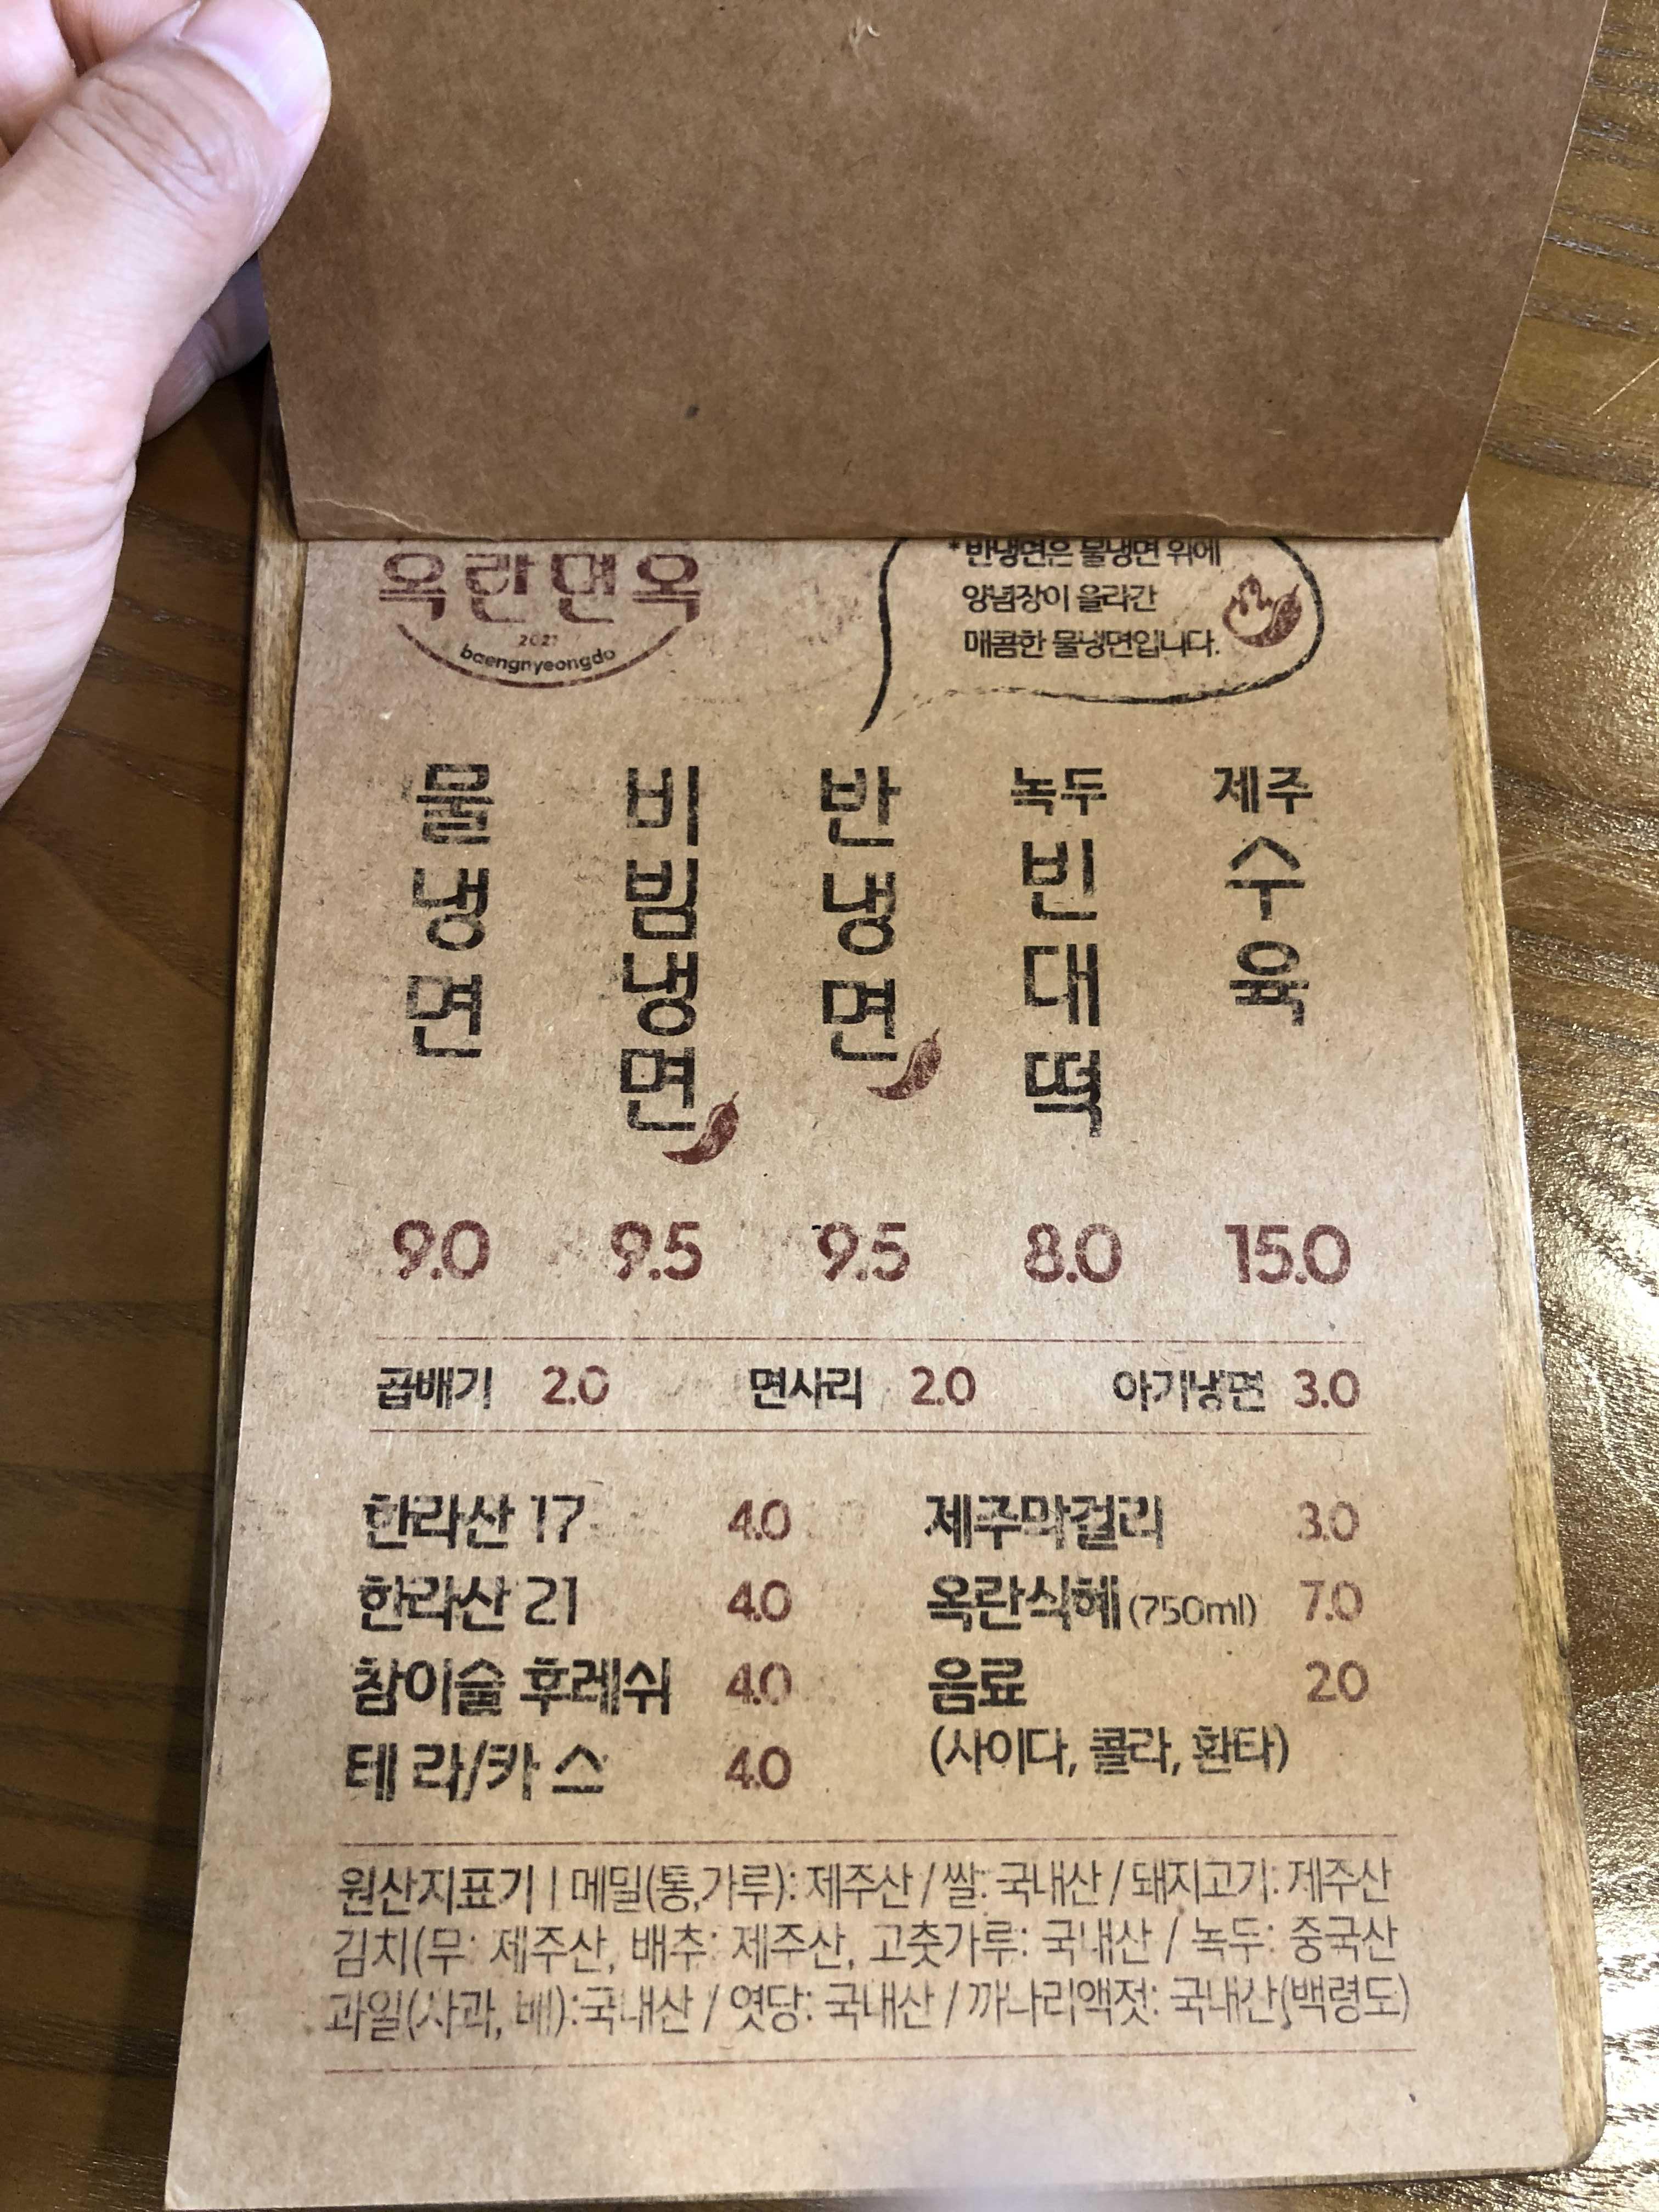 옥란면옥
2021
baengnyeongdo
*반냉면은 물냉면 위에
양념장이 올라간
매콤한 물냉면입니다.
물냉면
비빔냉면
반냉면
녹두 빈대떡
제주 수육
9.0 9.5 9.5 8.0 15.0
곱배기 2.0 면사리 2.0 아기냉면 3.0
한라산 17 4.0 제주막걸리 3.0
한라산 21 4.0 옥란식혜 (750ml) 7.0
참이슬 후레쉬 4.0 음료 2.0
(사이다, 콜라, 환타)
테라/카스 4.0
원산지표기 | 메밀(통,가루): 제주산 / 쌀: 국내산 / 돼지고기: 제주산
김치(무: 제주산, 배추: 제주산, 고춧가루: 국내산 / 녹두: 중국산
과일(사과, 배):국내산 / 엿당: 국내산 / 까나리액젓: 국내산(백령도)